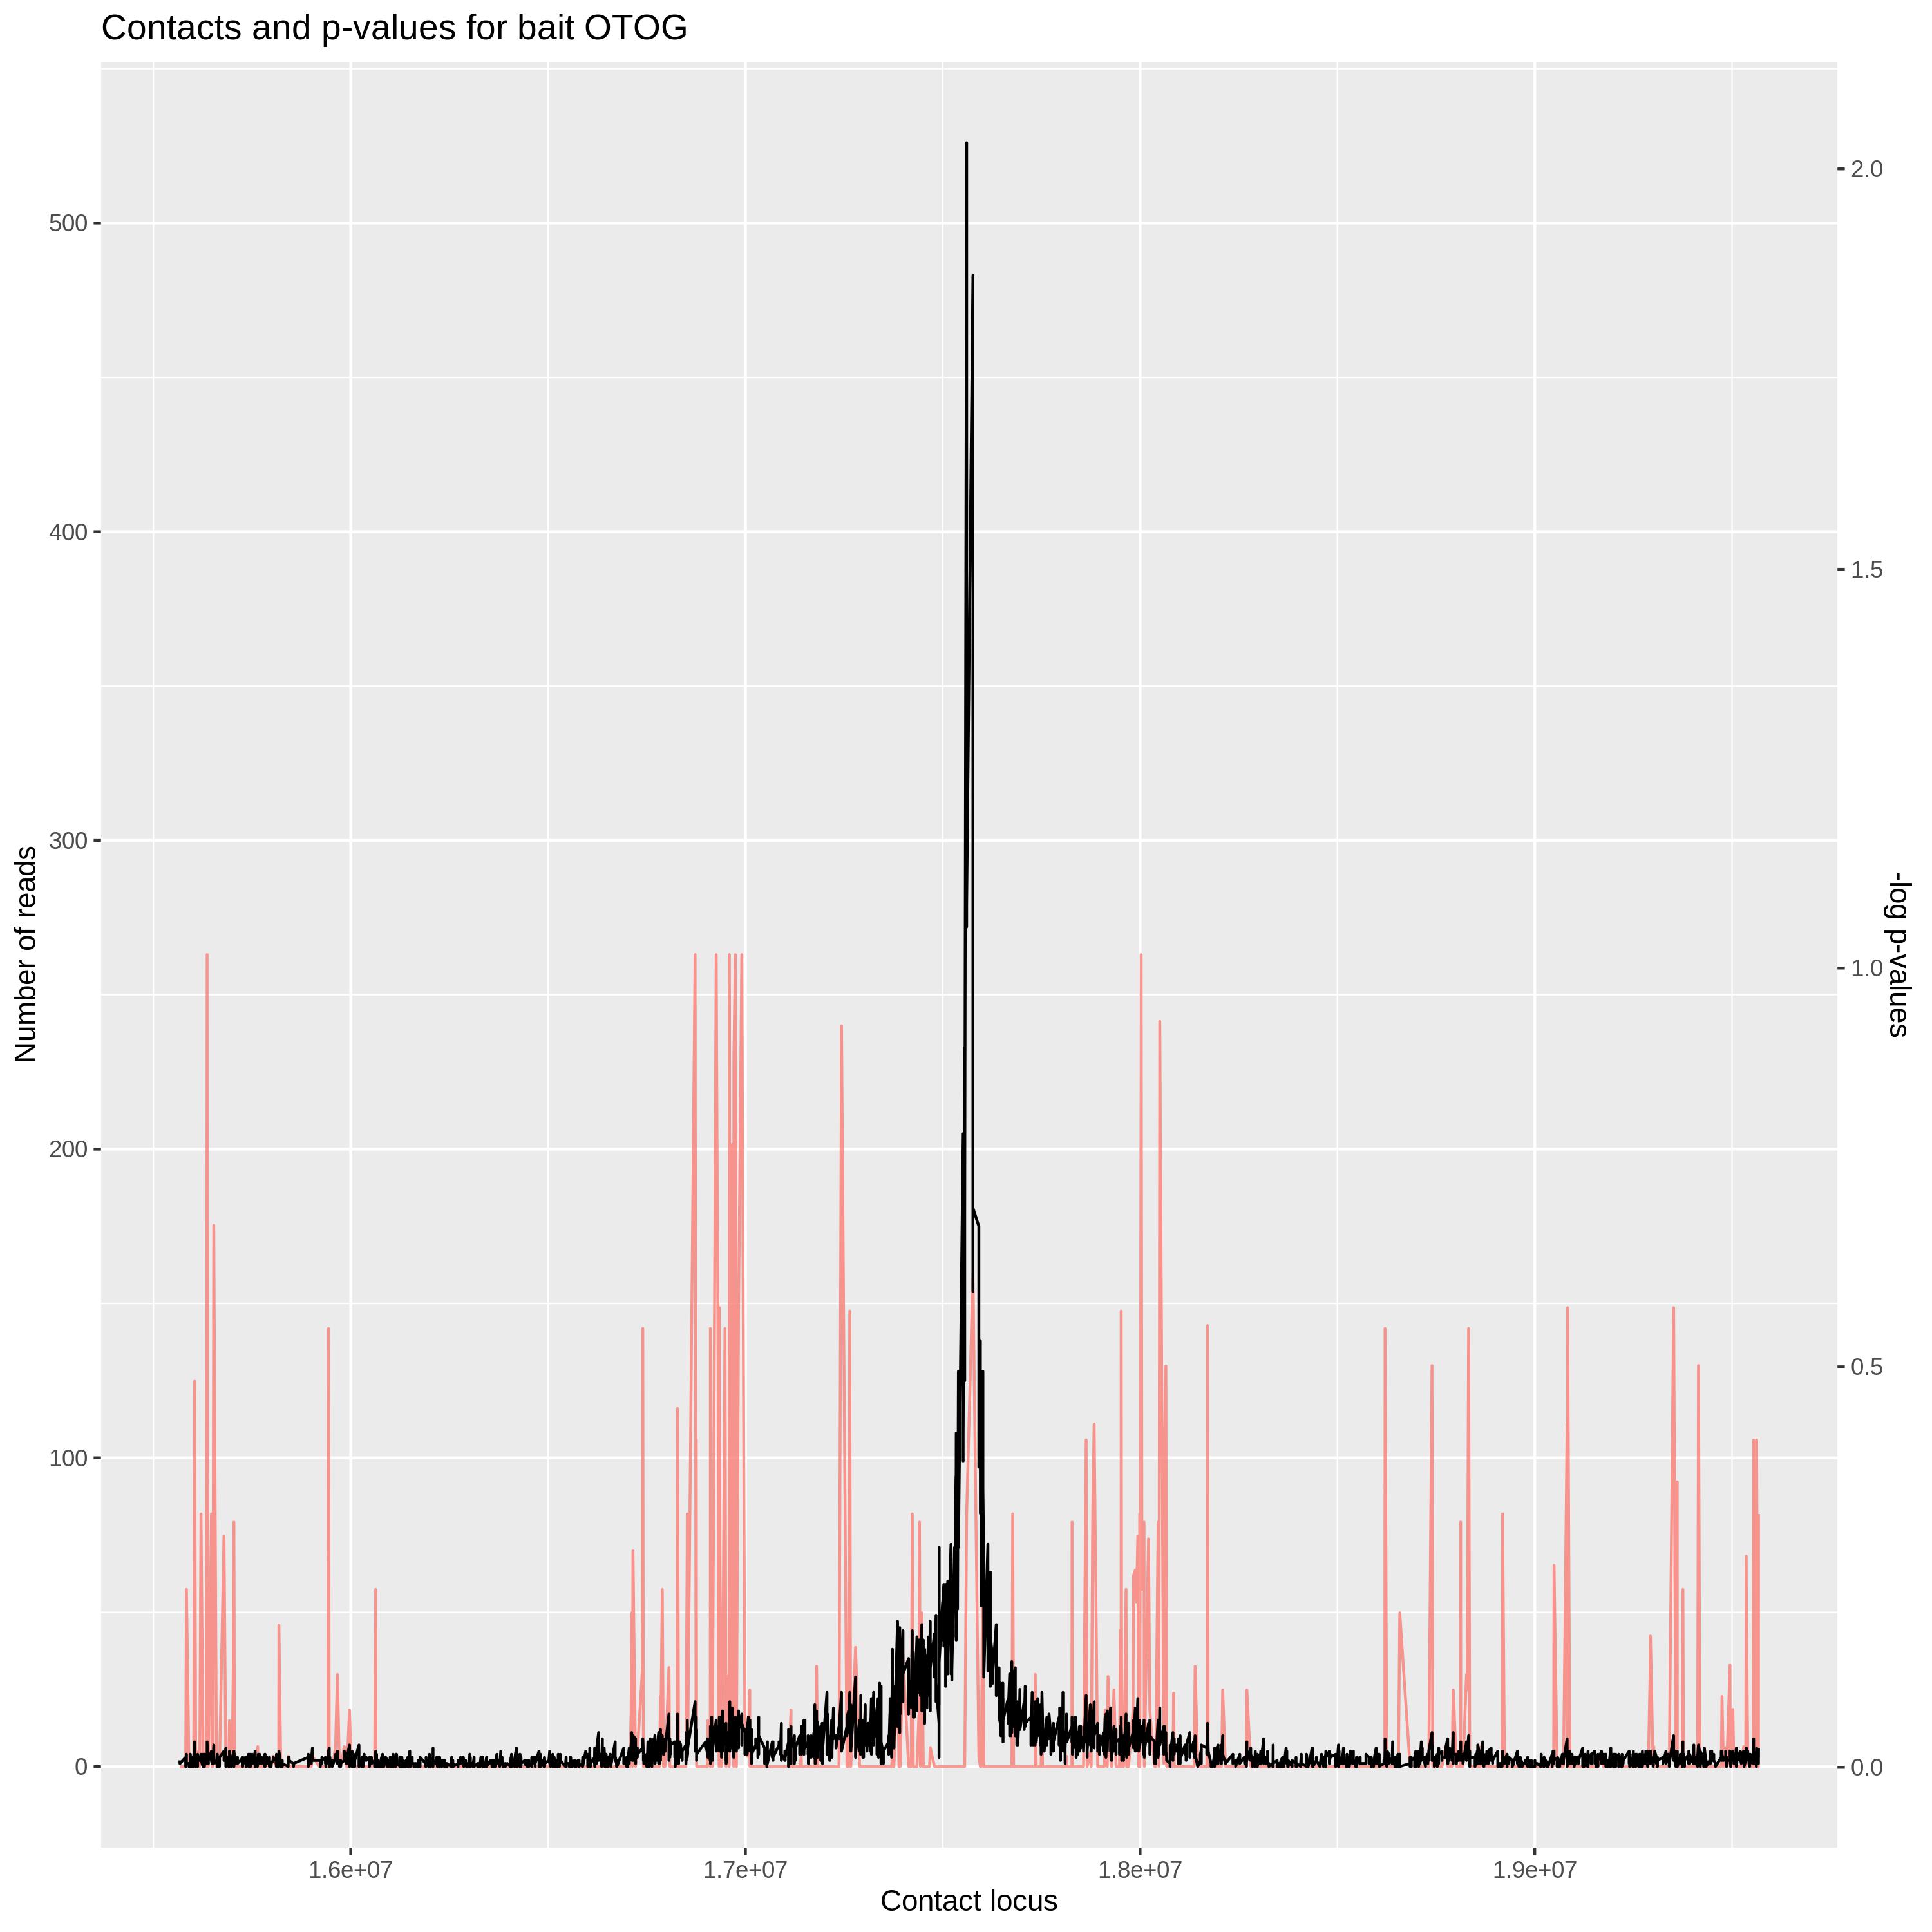 Contacts and p-values for bait OTOG
Number of reads
500
400
300
200
100
0
2.0
1.5
1.0
0.5
0.0
-log p-values
1.6e+07
1.7e+07
1.8e+07
1.9e+07
Contact locus